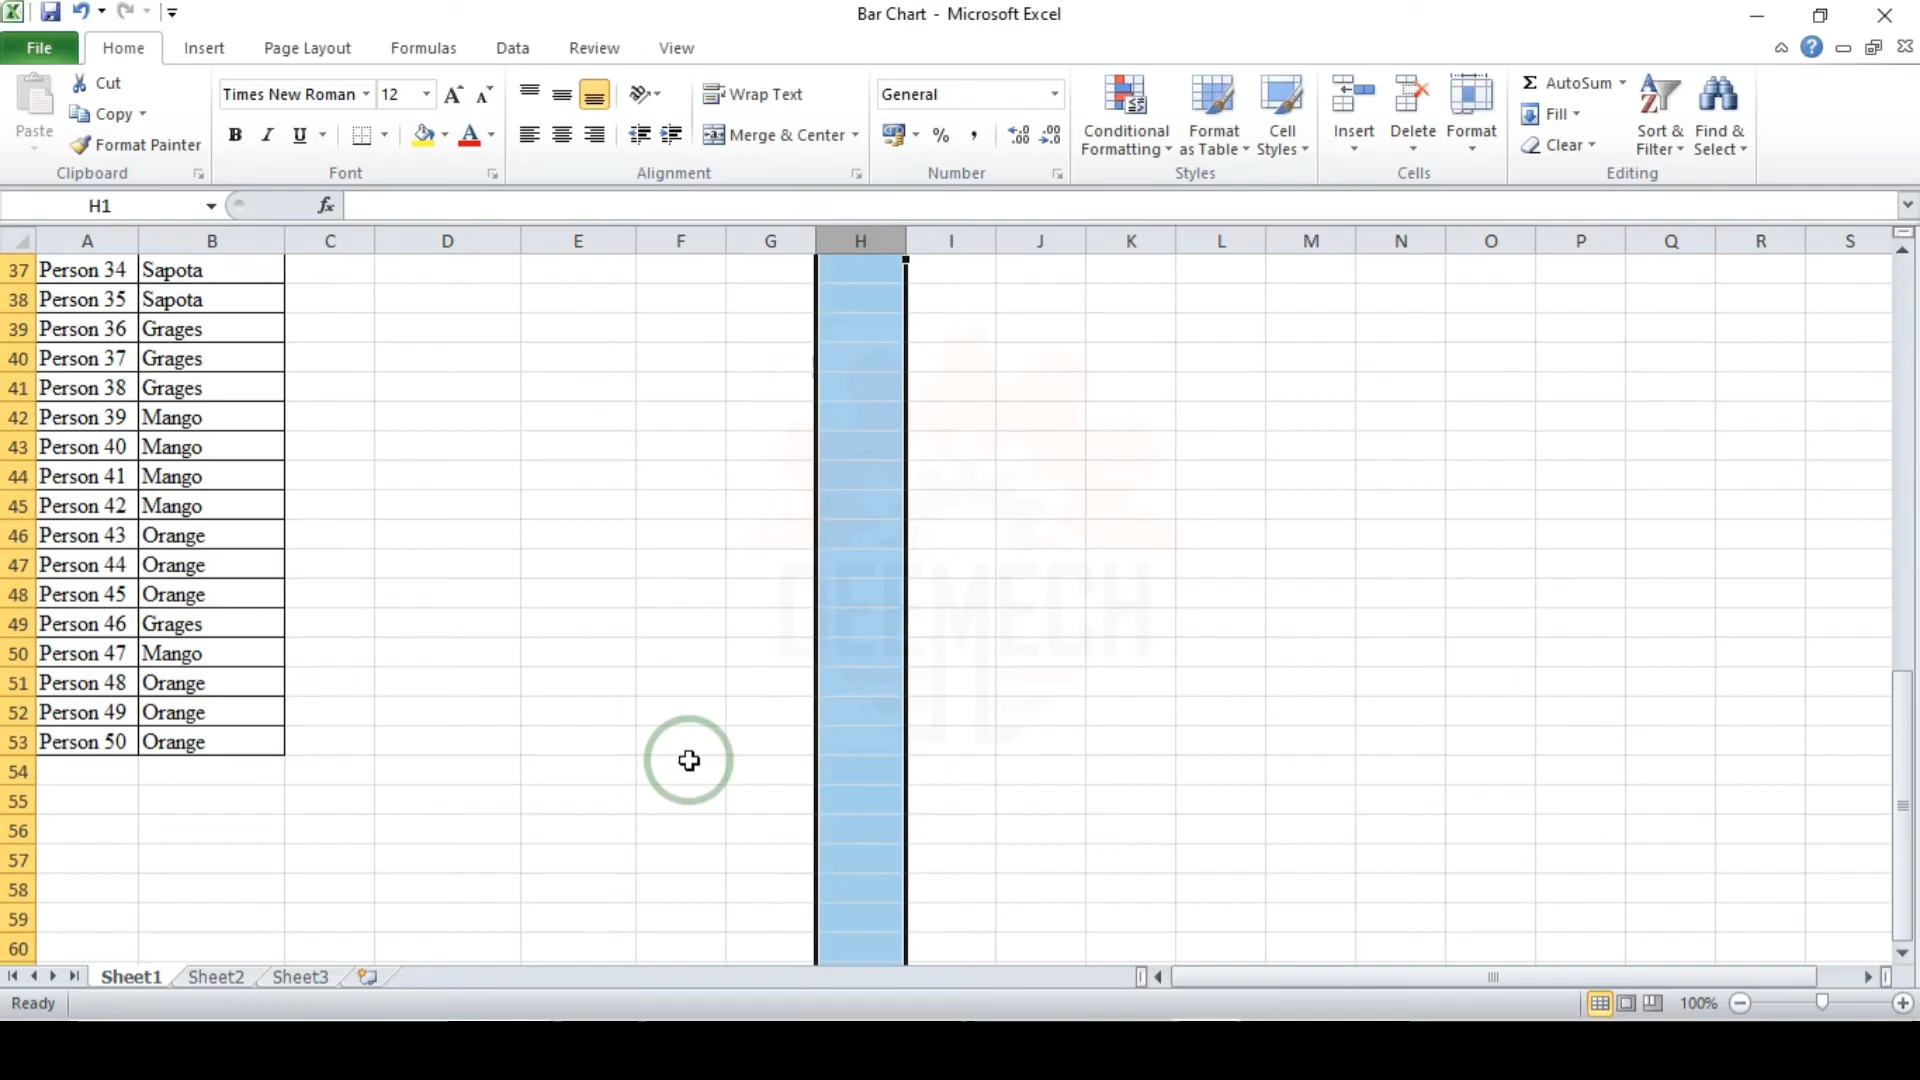 Bar Chart - Microsoft Excel
File Home Insert Page Layout Formulas Data Review View
Paste Cut Copy Format Painter Clipboard
Times New Roman 12 B I U Font
Wrap Text Merge & Center Alignment
General % , .00 Number
Conditional Formatting Format as Table Cell Styles Styles
Insert Delete Format Cells
Σ AutoSum Fill Clear Sort & Filter Find & Select Editing
H1 fx
A B C D E F G H I J K L M N O P Q R S
37 Person 34 Sapota
38 Person 35 Sapota
39 Person 36 Grages
40 Person 37 Grages
41 Person 38 Grages
42 Person 39 Mango
43 Person 40 Mango
44 Person 41 Mango
45 Person 42 Mango
46 Person 43 Orange
47 Person 44 Orange
48 Person 45 Orange
49 Person 46 Grages
50 Person 47 Mango
51 Person 48 Orange
52 Person 49 Orange
53 Person 50 Orange
54
55
56
57
58
59
60
DEEMECH
Sheet1 Sheet2 Sheet3
Ready 100%